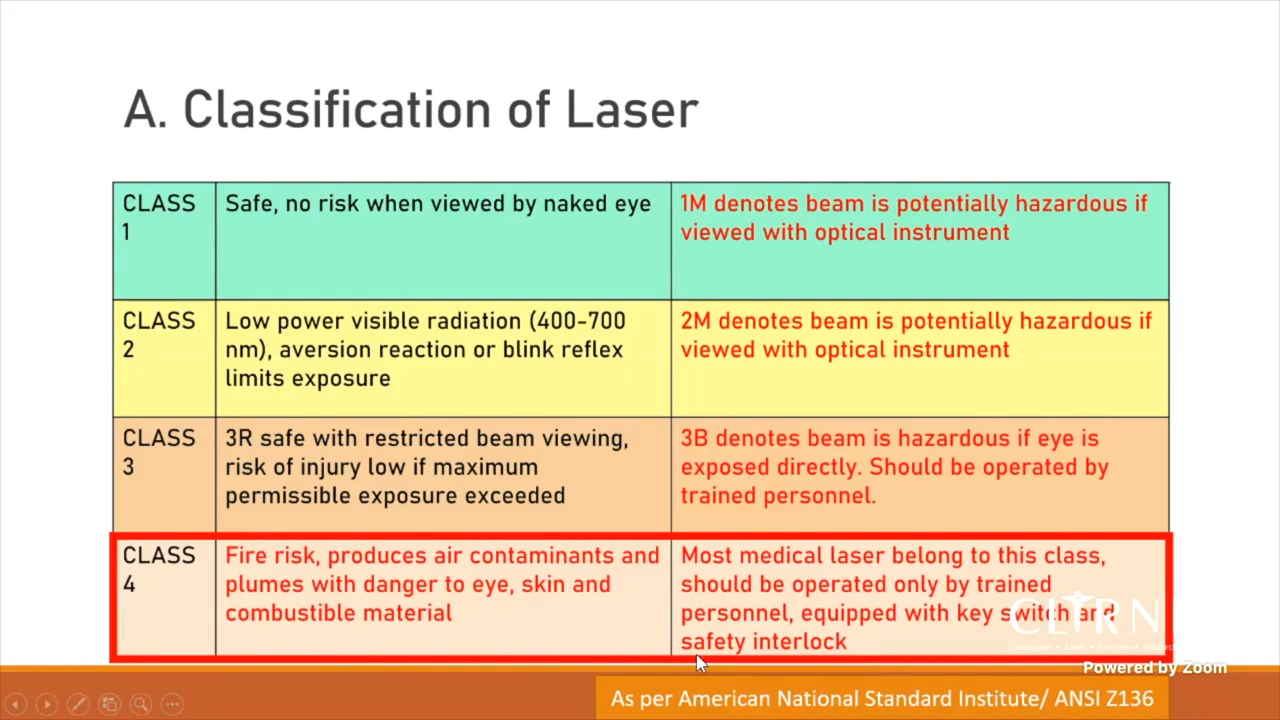 A. Classification of Laser
CLASS
1
Safe, no risk when viewed by naked eye
1M denotes beam is potentially hazardous if
viewed with optical instrument
CLASS
2
Low power visible radiation (400-700
nm), aversion reaction or blink reflex
limits exposure
2M denotes beam is potentially hazardous if
viewed with optical instrument
CLASS
3
3R safe with restricted beam viewing,
risk of injury low if maximum
permissible exposure exceeded
3B denotes beam is hazardous if eye is
exposed directly. Should be operated by
trained personnel.
CLASS
4
Fire risk, produces air contaminants and
plumes with danger to eye, skin and
combustible material
Most medical laser belong to this class,
should be operated only by trained
personnel, equipped with key switch and
safety interlock
CLIRN
Powered by Zoom
As per American National Standard Institute/ ANSI Z136